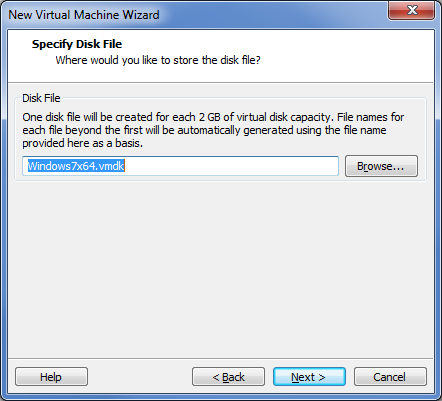 New Virtual Machine Wizard
Specify Disk File
Where would you like to store the disk file?
Disk File
One disk file will be created for each 2 GB of virtual disk capacity. File names for
each file beyond the first will be automatically generated using the file name
provided here as a basis.
Windows7x64.vmdk
Browse...
Help
< Back
Next >
Cancel